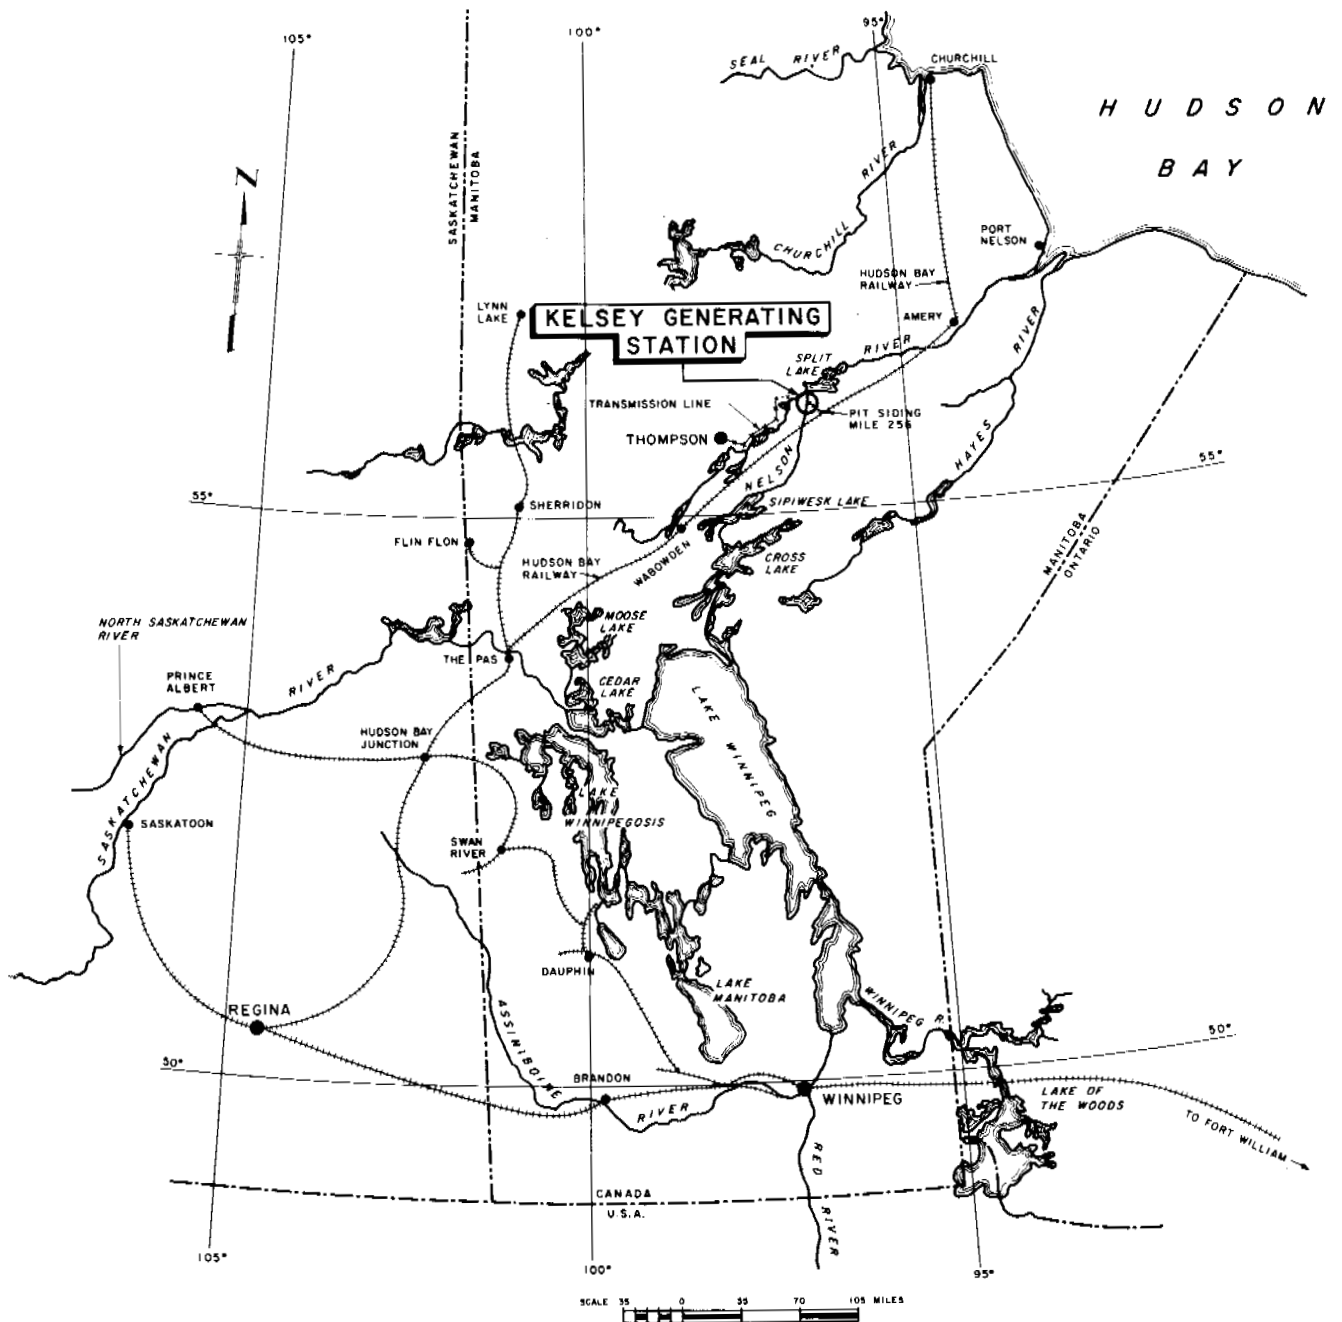 105°
100°
95°
SEAL RIVER
CHURCHILL
HUDSON
BAY
SASKATCHEWAN
MANITOBA
N
CHURCHILL RIVER
PORT
NELSON
HUDSON BAY
RAILWAY
LYNN
LAKE
KELSEY GENERATING
STATION
AMERY
RIVER
RIVER
SPLIT
LAKE
TRANSMISSION LINE
PIT SIDING
MILE 256
THOMPSON
HAYES
NELSON
55°
55°
SIPIWESK LAKE
SHERRIDON
FLIN FLON
HUDSON BAY
RAILWAY
WABOWDEN
CROSS
LAKE
MANITOBA
ONTARIO
NORTH SASKATCHEWAN
RIVER
MOOSE
LAKE
THE PAS
PRINCE
ALBERT
RIVER
CEDAR
LAKE
LAKE WINNIPEG
HUDSON BAY
JUNCTION
SASKATCHEWAN
LAKE
WINNIPEGOSIS
SASKATOON
SWAN
RIVER
DAUPHIN
LAKE
MANITOBA
WINNIPEG R.
REGINA
ASSINIBOINE
50°
50°
BRANDON
RIVER
WINNIPEG
LAKE OF
THE WOODS
TO FORT WILLIAM
RED RIVER
CANADA
U.S.A.
105°
100°
95°
SCALE 35 0 35 70 105 MILES